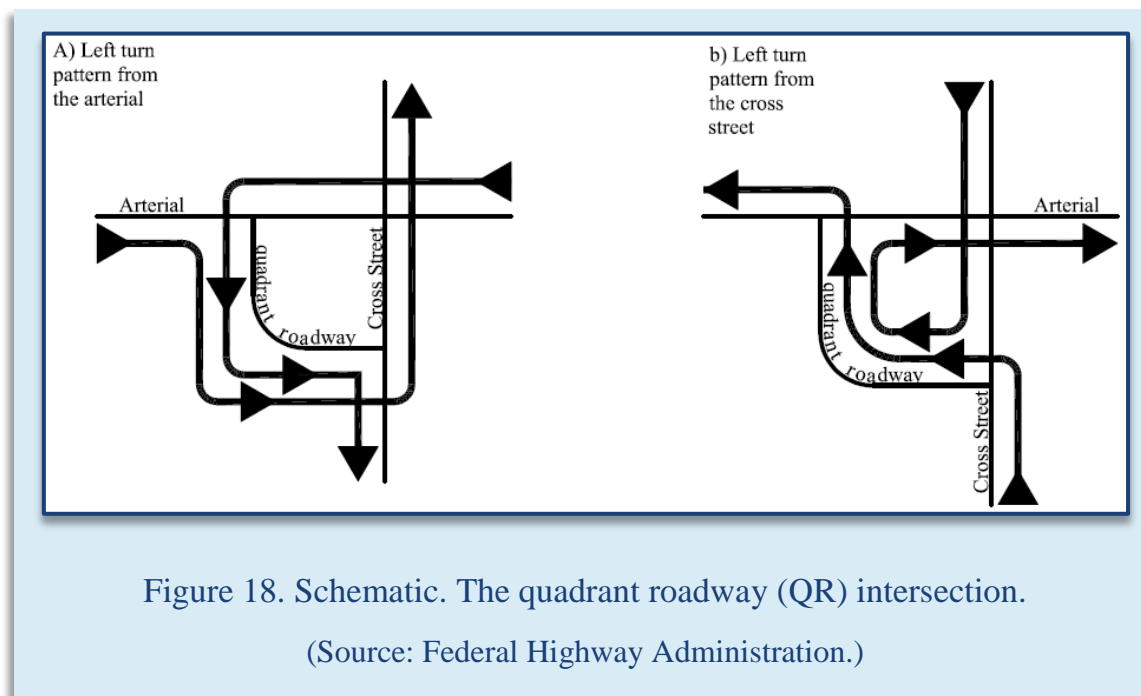 A) Left turn
pattern from
the arterial
Arterial
quadrant roadway
Cross Street
b) Left turn
pattern from
the cross
street
Arterial
quadrant roadway
Cross Street
Figure 18. Schematic. The quadrant roadway (QR) intersection.
(Source: Federal Highway Administration.)